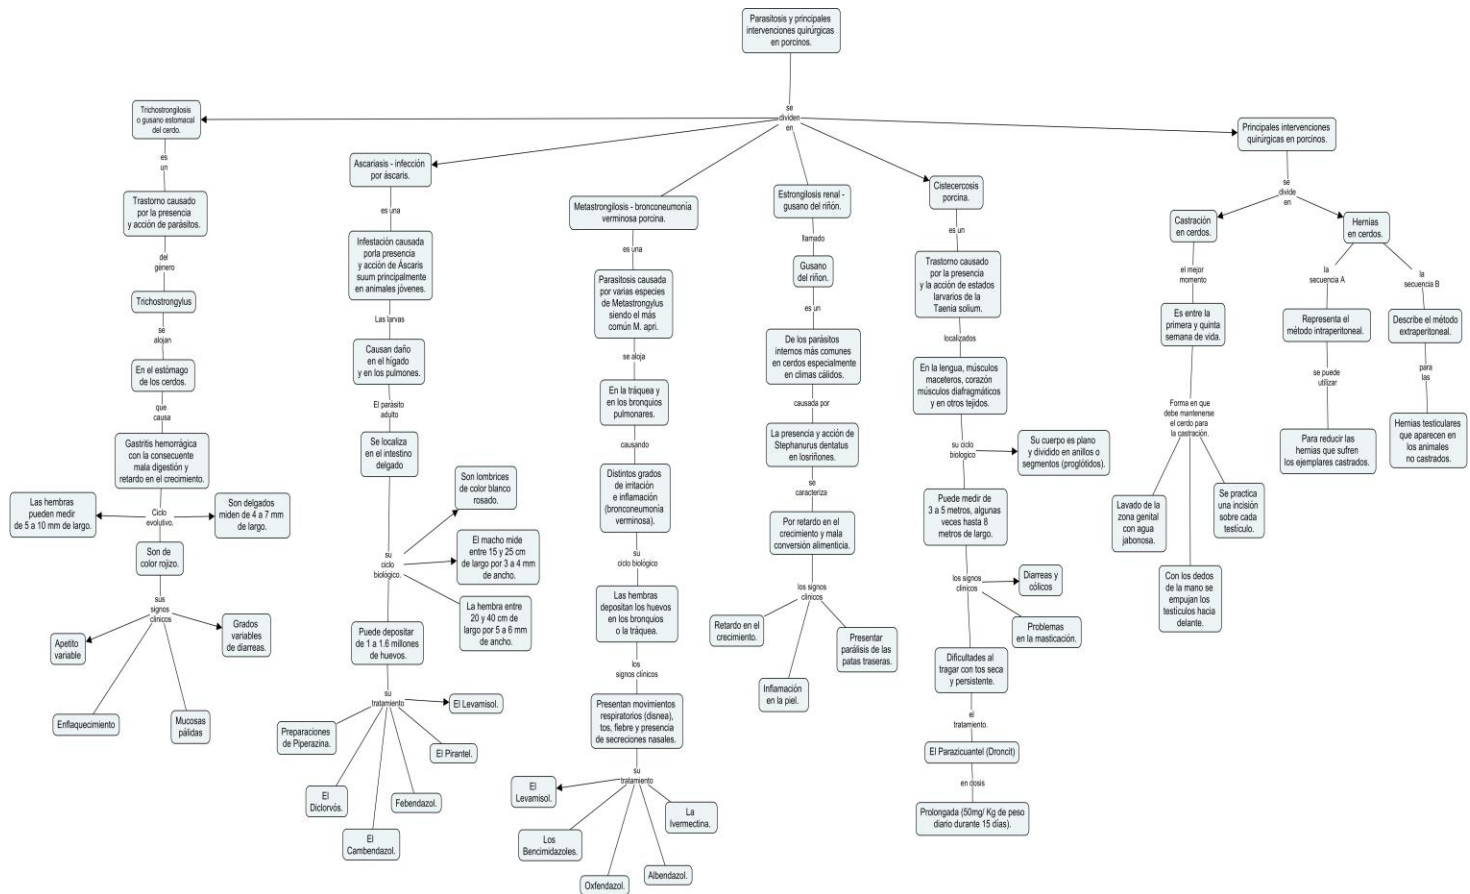 Parasitosis y principales
intervenciones quirúrgicas
en porcinos.
se
dividen
en
Trichostrongilosis
o gusano estomacal
del cerdo.
es
un
Trastorno causado
por la presencia
y acción de parásitos.
del
género
Trichostrongylus
se
alojan
En el estómago
de los cerdos.
que
causa
Gastritis hemorrágica
con la consecuente
mala digestión y
retardo en el crecimiento.
Ciclo
evolutivo.
Las hembras
pueden medir
de 5 a 10 mm de largo.
Son delgados
miden de 4 a 7 mm
de largo.
Son de
color rojizo.
sus
signos
clínicos
Apetito
variable
Grados
variables
de diarreas.
Enflaquecimiento
Mucosas
pálidas
Ascariasis - infección
por áscaris.
es una
Infestación causada
porla presencia
y acción de Áscaris
suum principalmente
en animales jóvenes.
Las larvas
Causan daño
en el hígado
y en los pulmones.
El parásito
adulto
Se localiza
en el intestino
delgado
su
ciclo
biológico.
Son lombrices
de color blanco
rosado.
El macho mide
entre 15 y 25 cm
de largo por 3 a 4 mm
de ancho.
La hembra entre
20 y 40 cm de
largo por 5 a 6 mm
de ancho.
Puede depositar
de 1 a 1.6 millones
de huevos.
su
tratamiento
El Levamisol.
Preparaciones
de Piperazina.
El Pirantel.
El
Diclorvós.
Febendazol.
El
Cambendazol.
Metastrongilosis - bronconeumonía
verminosa porcina.
es una
Parasitosis causada
por varias especies
de Metastrongylus
siendo el más
común M. apri.
se aloja
En la tráquea y
en los bronquios
pulmonares.
causando
Distintos grados
de irritación
e inflamación
(bronconeumonía
verminosa).
su
ciclo biológico
Las hembras
depositan los huevos
en los bronquios
o la tráquea.
los
signos clínicos
Presentan movimientos
respiratorios (disnea),
tos, fiebre y presencia
de secreciones nasales.
su
tratamiento
El
Levamisol.
La
Ivermectina.
Los
Bencimidazoles.
Oxfendazol.
Albendazol.
Estrongilosis renal -
gusano del riñón.
llamado
Gusano
del riñon.
es un
De los parásitos
internos más comunes
en cerdos especialmente
en climas cálidos.
causada por
La presencia y acción de
Stephanurus dentatus
en losriñones.
se
caracteriza
Por retardo en el
crecimiento y mala
conversión alimenticia.
los signos
clínicos
Retardo en el
crecimiento.
Inflamación
en la piel.
Presentar
parálisis de las
patas traseras.
Cistecercosis
porcina.
es un
Trastorno causado
por la presencia
y la acción de estados
larvarios de la
Taenia solium.
localizados
En la lengua, músculos
maceteros, corazón
músculos diafragmáticos
y en otros tejidos.
su ciclo
biologico
Su cuerpo es plano
y dividido en anillos o
segmentos (proglótidos).
Puede medir de
3 a 5 metros, algunas
veces hasta 8
metros de largo.
los signos
clínicos
Diarreas y
cólicos
Problemas
en la masticación.
Dificultades al
tragar con tos seca
y persistente.
el
tratamiento.
El Parazicuantel (Droncit)
en dosis
Prolongada (50mg/ Kg de peso
diario durante 15 días).
Principales intervenciones
quirúrgicas en porcinos.
se
divide
en
Castración
en cerdos.
el mejor
momento
Es entre la
primera y quinta
semana de vida.
Forma en que
debe mantenerse
el cerdo para
la castración.
Lavado de la
zona genital
con agua
jabonosa.
Con los dedos
de la mano se
empujan los
testículos hacia
delante.
Se practica
una incisión
sobre cada
testículo.
Hernias
en cerdos.
la
secuencia A
Representa el
método intraperitoneal.
se puede
utilizar
Para reducir las
hernias que sufren
los ejemplares castrados.
la
secuencia B
Describe el método
extraperitoneal.
para
las
Hernias testiculares
que aparecen en
los animales
no castrados.